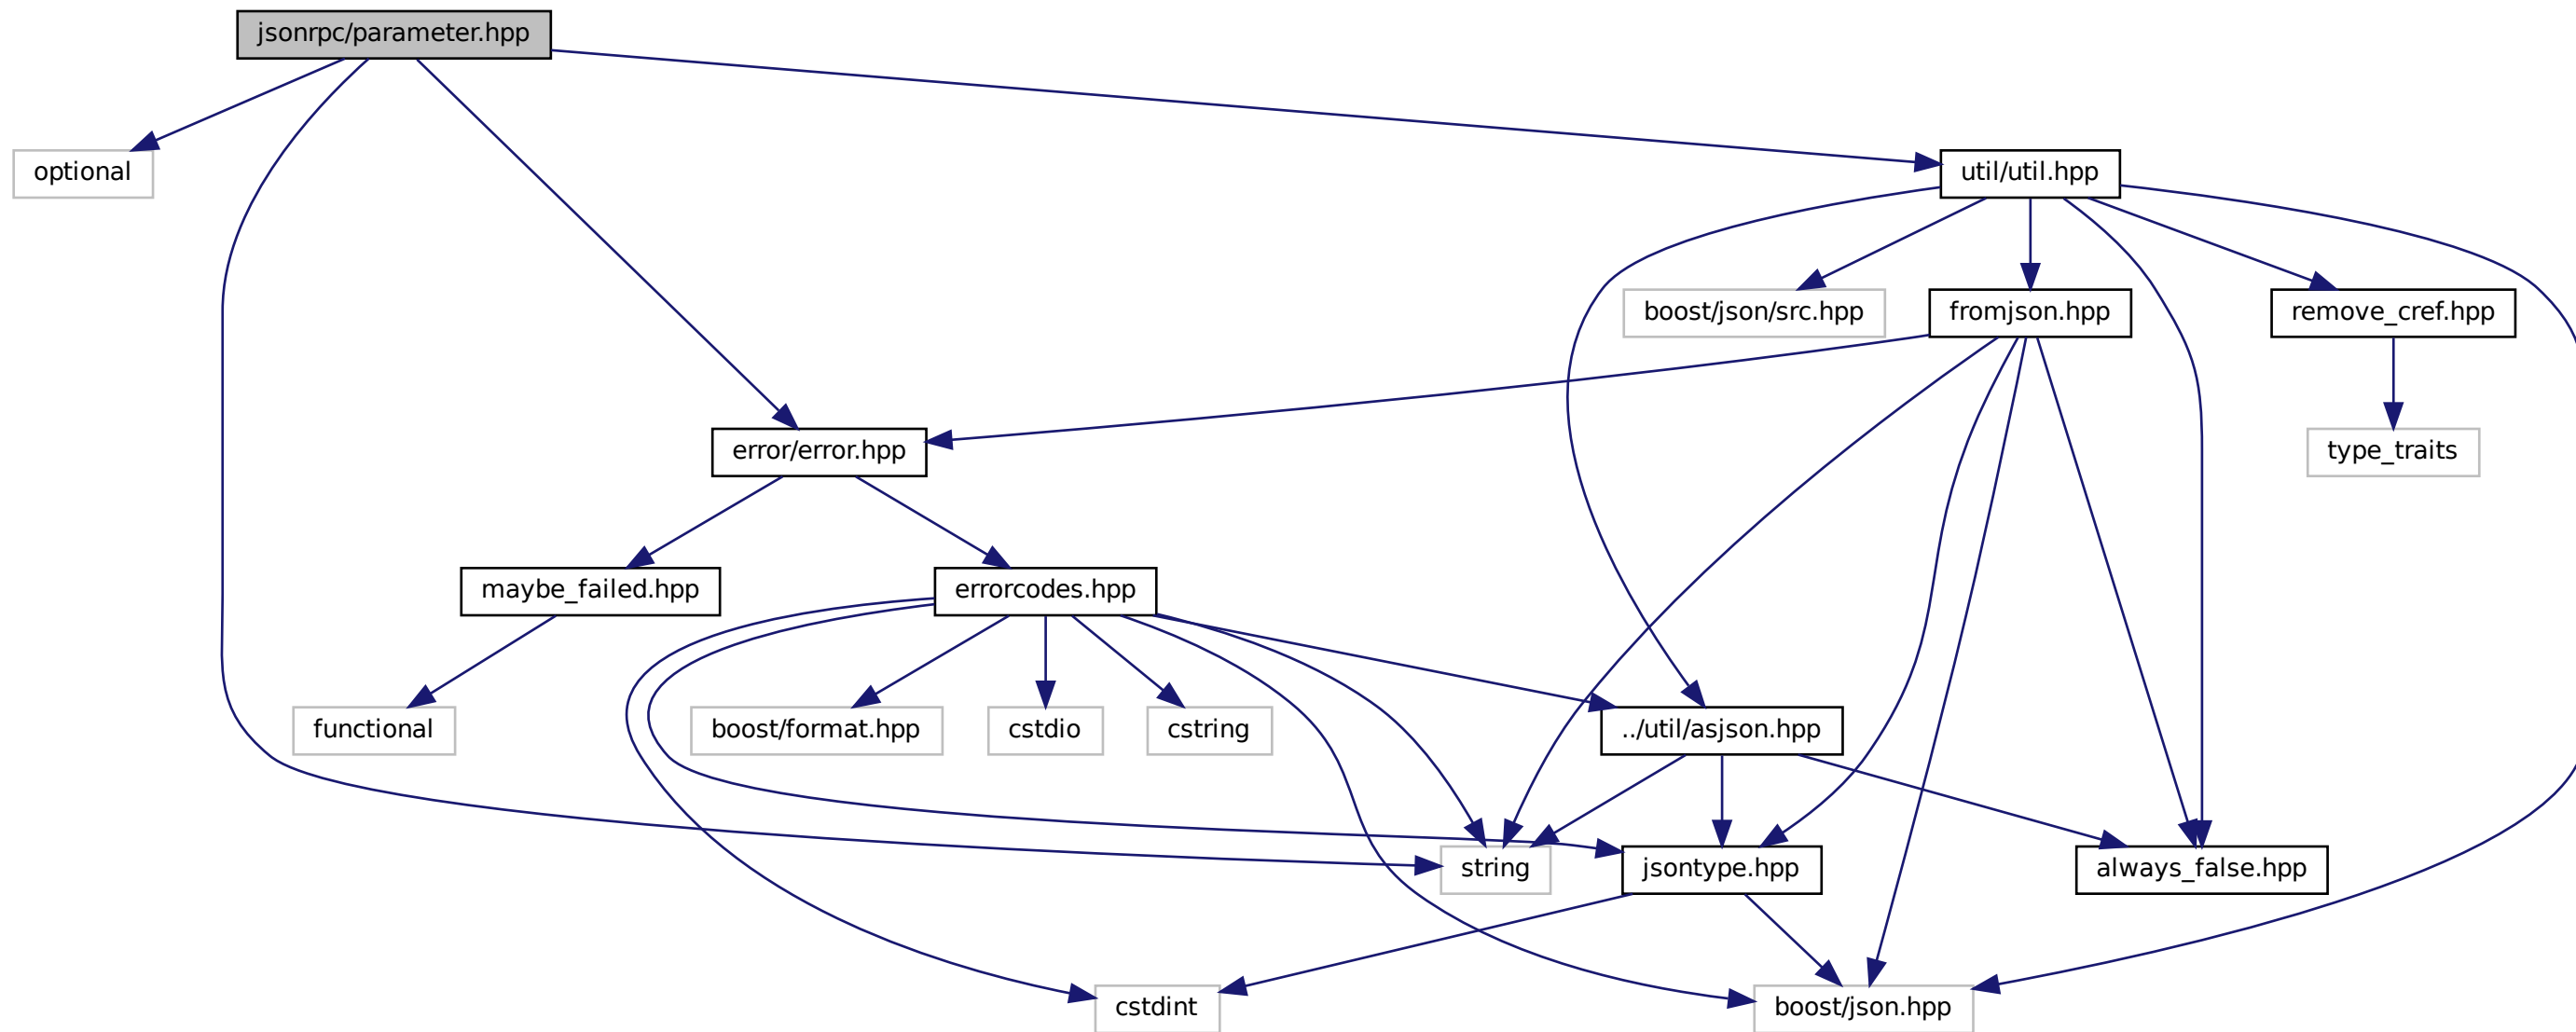 jsonrpc/parameter.hpp
optional
util/util.hpp
boost/json/src.hpp
fromjson.hpp
remove_cref.hpp
error/error.hpp
type_traits
maybe_failed.hpp
errorcodes.hpp
functional
boost/format.hpp
cstdio
cstring
../util/asjson.hpp
string
jsontype.hpp
always_false.hpp
cstdint
boost/json.hpp